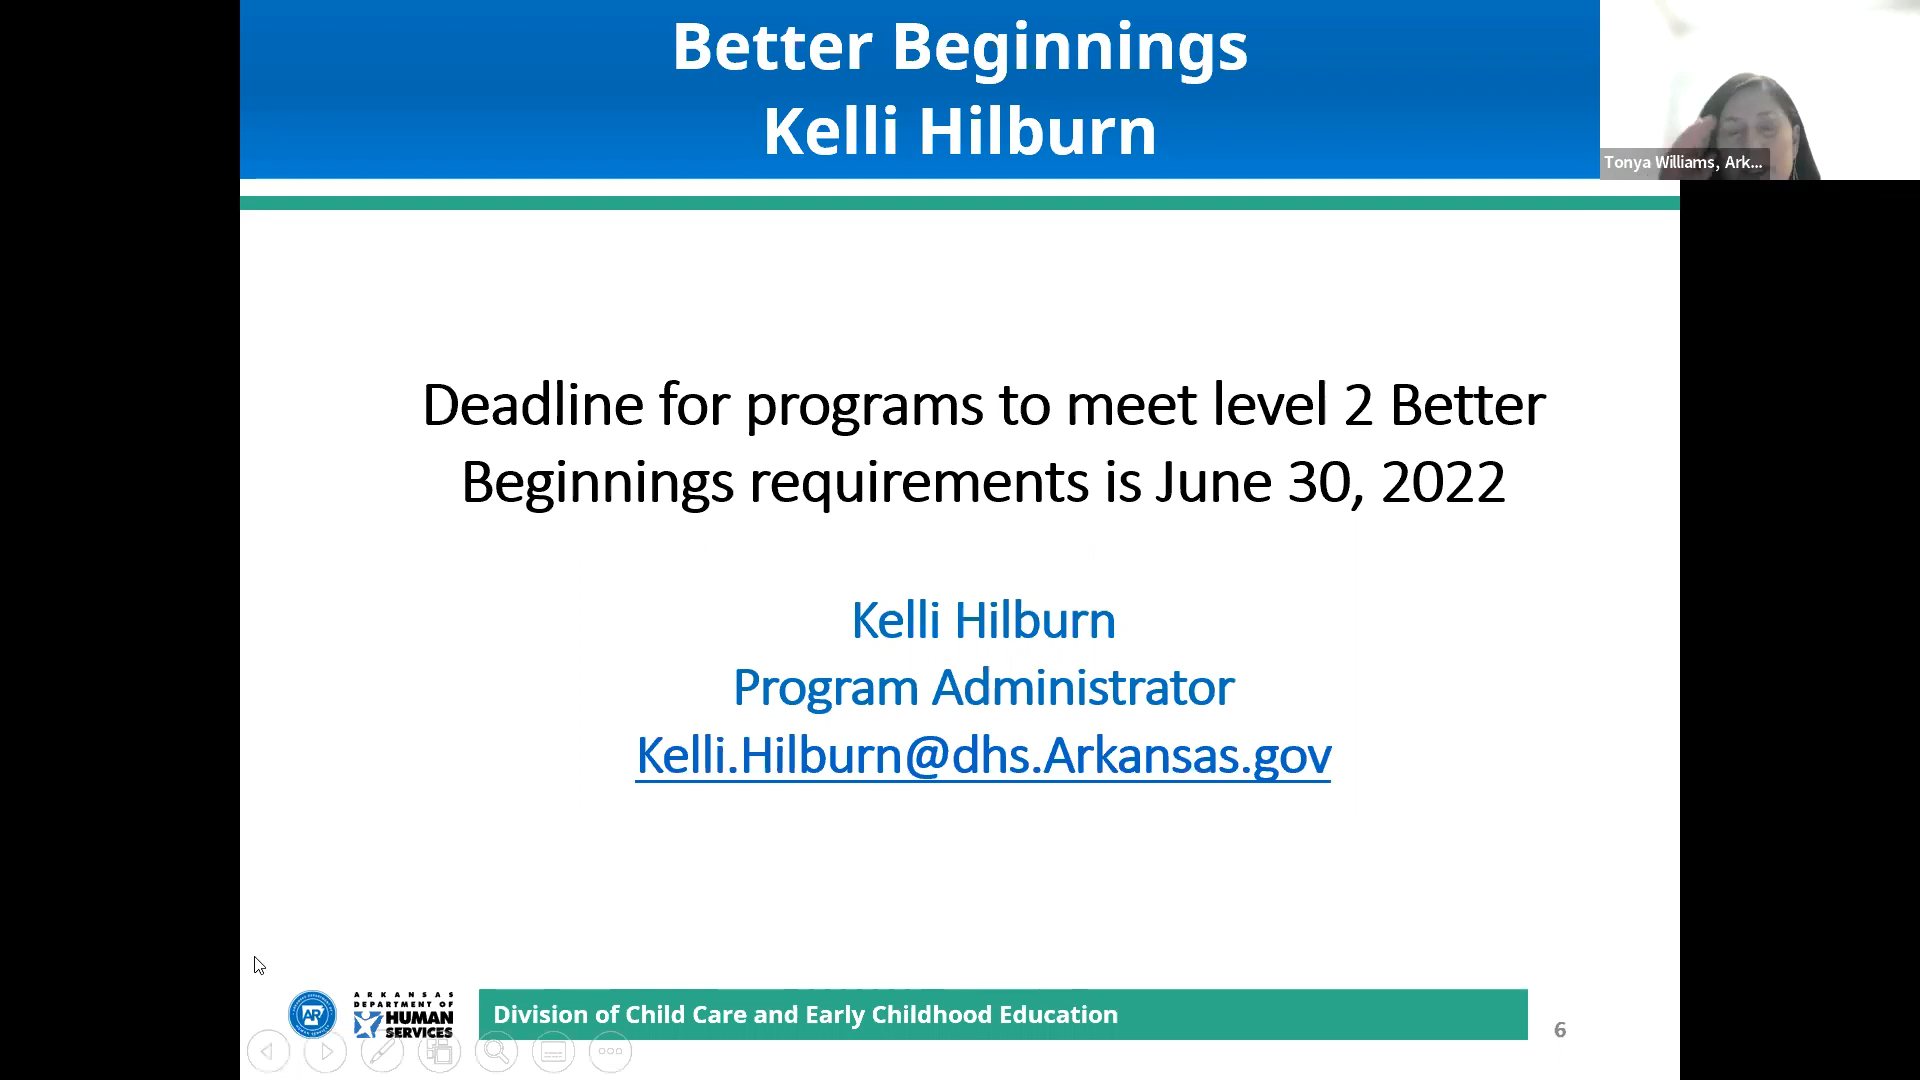 Better Beginnings
Kelli Hilburn
Tonya Williams, Ark...
Deadline for programs to meet level 2 Better
Beginnings requirements is June 30, 2022
Kelli Hilburn
Program Administrator
Kelli.Hilburn@dhs.Arkansas.gov
AR
ARKANSAS
DEPARTMENT OF
HUMAN
SERVICES
Division of Child Care and Early Childhood Education
6